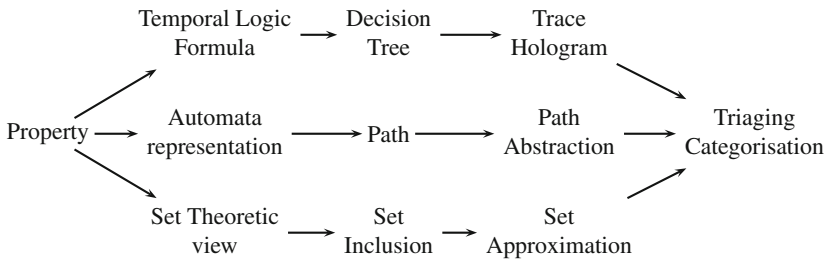 Temporal Logic
Formula
Decision
Tree
Trace
Hologram
Property
Automata
representation
Path
Path
Abstraction
Triaging
Categorisation
Set Theoretic
view
Set
Inclusion
Set
Approximation